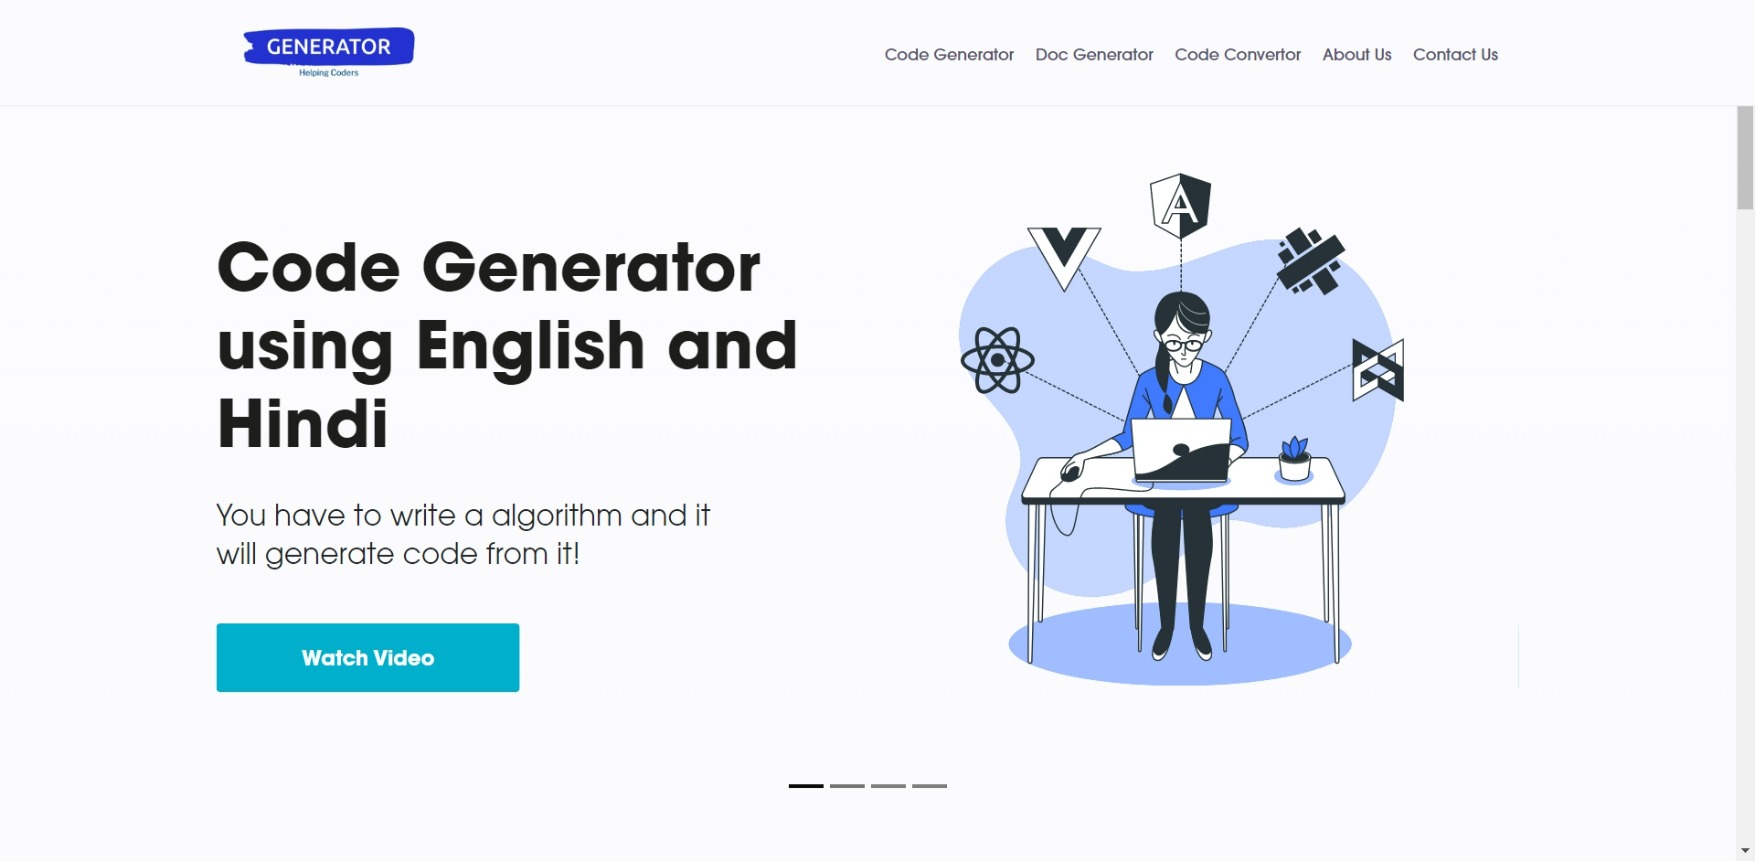 GENERATOR
Helping Coders
Code Generator
Doc Generator
Code Convertor
About Us
Contact Us
Code Generator
using English and
Hindi
You have to write a algorithm and it
will generate code from it!
Watch Video
A